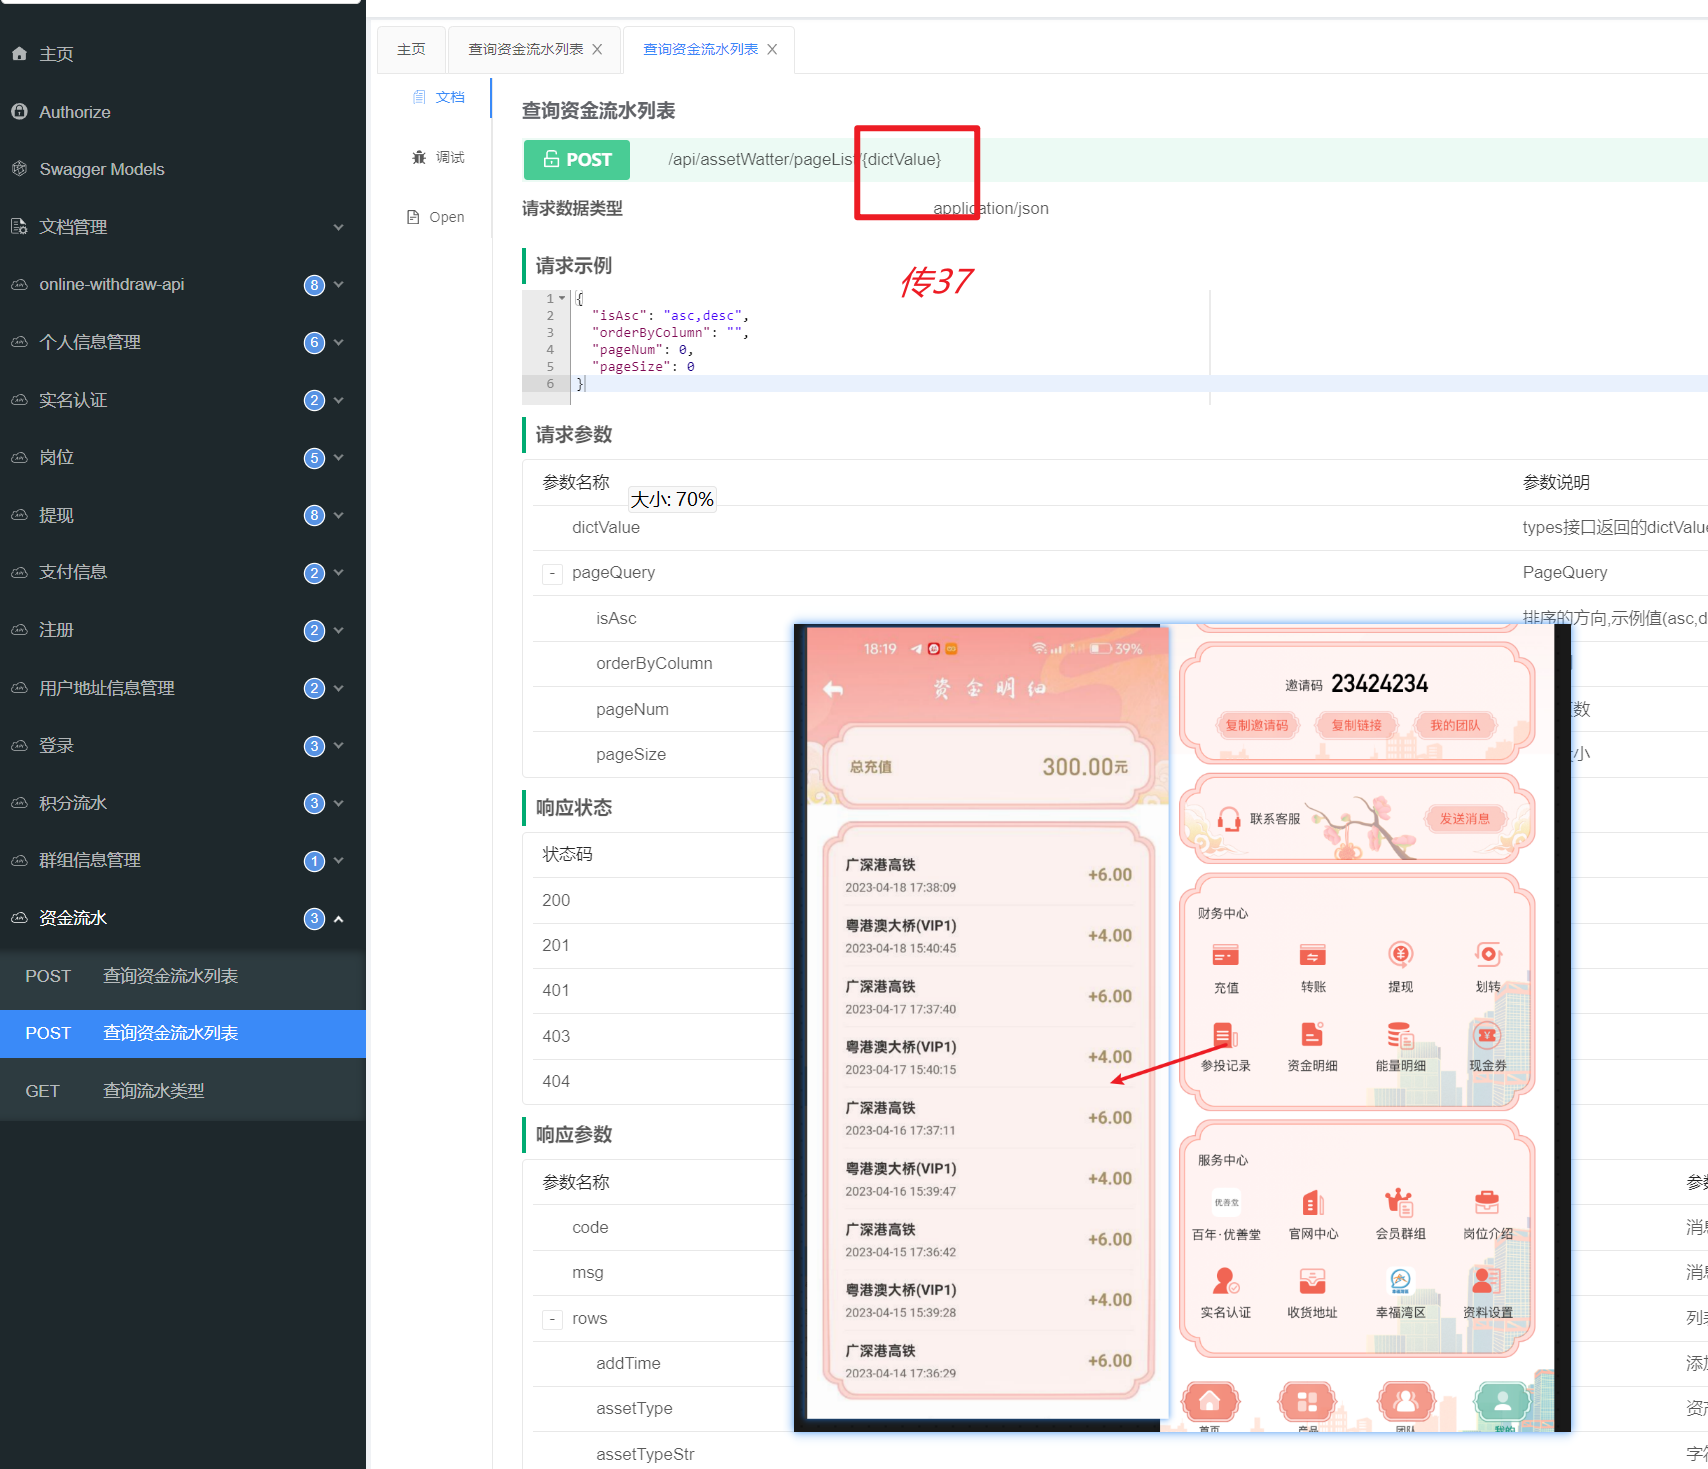 主页
Authorize
Swagger Models
文档管理
online-withdraw-api 8
个人信息管理 6
实名认证 2
岗位 5
提现 8
支付信息 2
注册 2
用户地址信息管理 2
登录 3
积分流水 3
群组信息管理 1
资金流水 3
POST 查询资金流水列表
POST 查询资金流水列表
GET 查询流水类型
主页 查询资金流水列表 查询资金流水列表
文档
调试
Open
查询资金流水列表
POST /api/assetWatter/pageList/{dictValue}
请求数据类型 application/json
传37
请求示例
1 {
2 "isAsc": "asc,desc",
3 "orderByColumn": "",
4 "pageNum": 0,
5 "pageSize": 0
6 }
请求参数
参数名称 参数说明
大小: 70%
dictValue types接口返回的dictValue
- pageQuery PageQuery
isAsc 排序的方向,示例值(asc,d
orderByColumn
pageNum 数
pageSize 小
响应状态
状态码
200
201
401
403
404
响应参数
参数名称
code 消息
msg 消息
- rows 列表
addTime 添加
assetType 资产
assetTypeStr 字符
18:19 39%
资金明细
总充值 300.00元
广深港高铁
2023-04-18 17:38:09 +6.00
粤港澳大桥(VIP1)
2023-04-18 15:40:45 +4.00
广深港高铁
2023-04-17 17:37:40 +6.00
粤港澳大桥(VIP1)
2023-04-17 15:40:15 +4.00
广深港高铁
2023-04-16 17:37:11 +6.00
粤港澳大桥(VIP1)
2023-04-16 15:39:47 +4.00
广深港高铁
2023-04-15 17:36:42 +6.00
粤港澳大桥(VIP1)
2023-04-15 15:39:28 +4.00
广深港高铁
2023-04-14 17:36:29 +6.00
邀请码 23424234
复制邀请码 复制链接 我的团队
联系客服 发送消息
财务中心
充值 转账 提现 划转
参投记录 资金明细 能量明细 现金券
服务中心
优善堂
百年·优善堂 官网中心 会员群组 岗位介绍
实名认证 收货地址 幸福湾区 资料设置
首页 产品 团队 我的